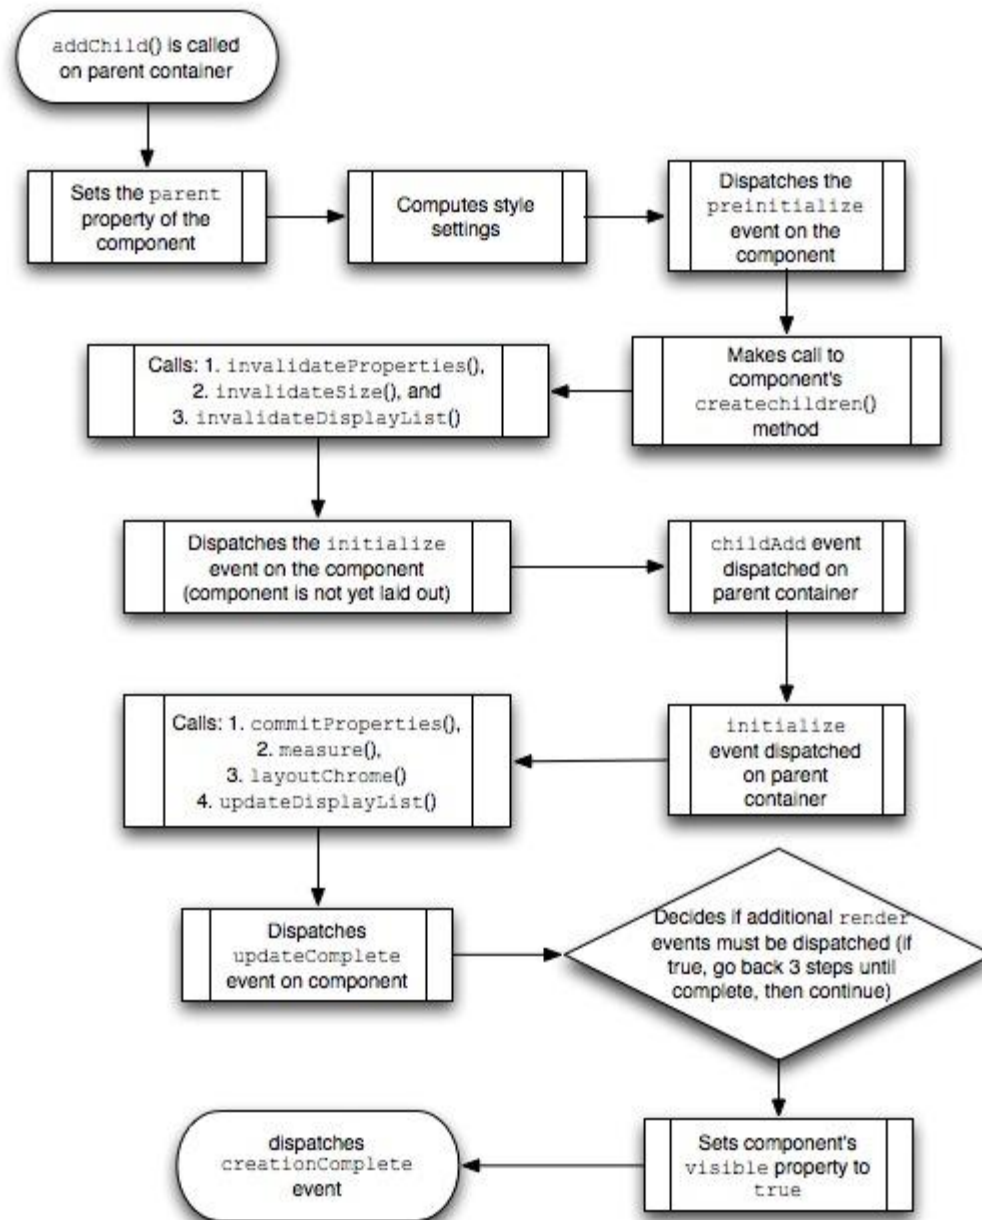 addChild() is called
on parent container
Sets the parent
property of the
component
Computes style
settings
Dispatches the
preinitialize
event on the
component
Makes call to
component's
createchildren()
method
Calls: 1. invalidateProperties(),
2. invalidateSize(), and
3. invalidateDisplayList()
Dispatches the initialize
event on the component
(component is not yet laid out)
childAdd event
dispatched on
parent container
initialize
event dispatched
on parent
container
Calls: 1. commitProperties(),
2. measure(),
3. layoutChrome()
4. updateDisplayList()
Dispatches
updateComplete
event on component
Decides if additional render
events must be dispatched (if
true, go back 3 steps until
complete, then continue)
Sets component's
visible property to
true
dispatches
creationComplete
event